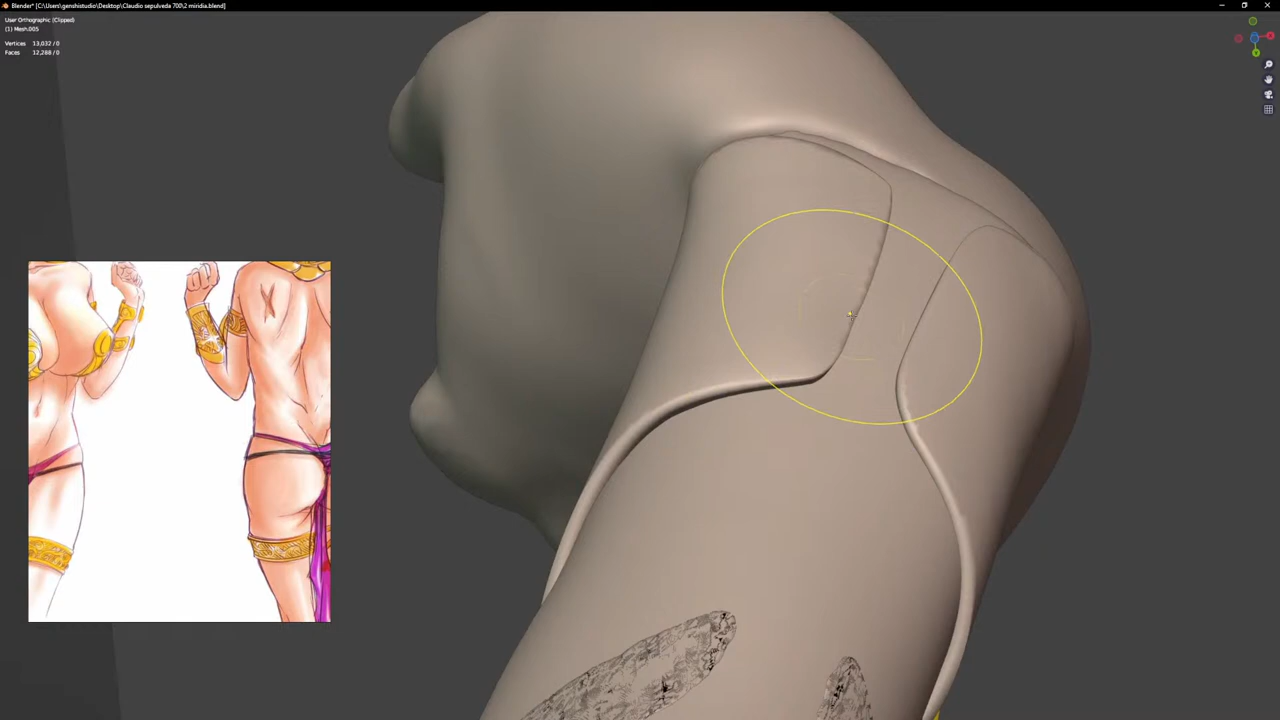 Blender* [C:\Users\genshistudio\Desktop\Claudio sepulveda 700\2 miridia.blend]
User Orthographic (Clipped)
(1) Mesh.005
Vertices 13,032 / 0
Faces 12,288 / 0